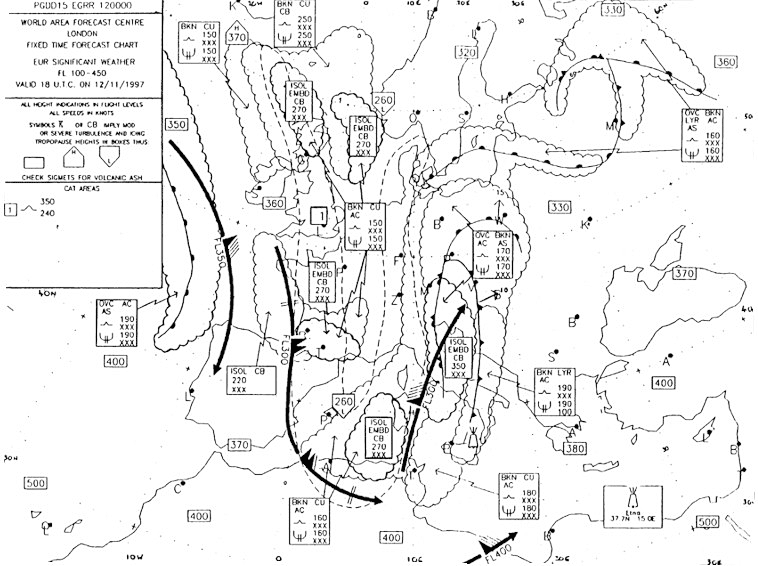 PGDD15 EGRR 120000
WORLD AREA FORECAST CENTRE
LONDON
FIXED TIME FORECAST CHART
EUR SIGNIFICANT WEATHER
FL 100-450
VALID 18 U.T.C. ON 12/11/1997
ALL HEIGHT INDICATIONS IN FLIGHT LEVELS
ALL SPEEDS IN KNOTS
SYMBOLS OR CB IMPLY MOD
OR SEVERE TURBULENCE AND ICING
TROPOPAUSE HEIGHTS IN BOXES THUS
H
L
CHECK SIGMETS FOR VOLCANIC ASH
CAT AREAS
1
350
240
BKN CU
150
XXX
150
XXX
H
370
BKN CU
CB
250
XXX
250
XXX
0
10E
330
320
360
350
ISOL
EMBD
CB
270
XXX
260
L
ISOL
EMBD
CB
270
XXX
OVC BKN
LYR AC
AS
160
XXX
160
XXX
360
1
BKN CU
AC
150
XXX
150
XXX
330
OVC BKN
AC AS
170
XXX
170
XXX
FL350
ISOL
EMBD
CB
270
XXX
370
40N
OVC AC
AS
190
XXX
190
XXX
400
FL300
ISOL CB
220
XXX
ISOL
EMBD
CB
350
XXX
BKN LYR
AC
190
XXX
190
100
400
260
L
ISOL
EMBD
CB
270
XXX
370
380
30N
500
400
BKN CU
AC
160
XXX
160
XXX
BKN CU
AC
180
XXX
180
XXX
Etna
37.7N 15.0E
500
400
FL400
10W
0
10E